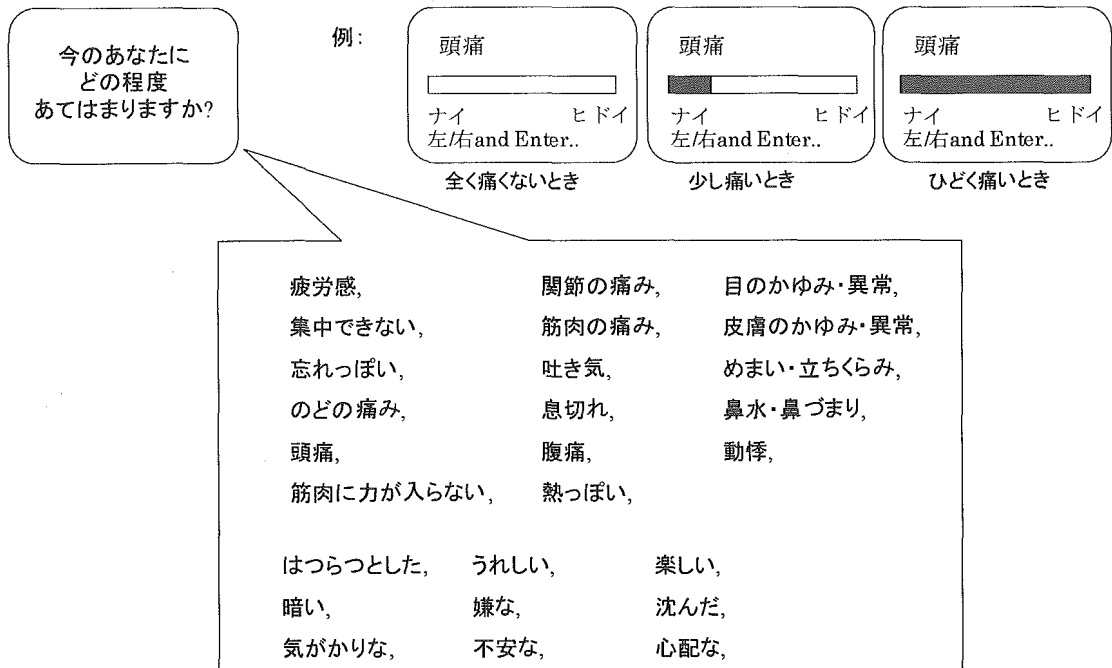 今のあなたに
どの程度
あてはまりますか?
例:
頭痛
ナイ ヒドイ
左/右and Enter..
全く痛くないとき
頭痛
ナイ ヒドイ
左/右and Enter..
少し痛いとき
頭痛
ナイ ヒドイ
左/右and Enter..
ひどく痛いとき
疲労感, 関節の痛み, 目のかゆみ・異常,
集中できない, 筋肉の痛み, 皮膚のかゆみ・異常,
忘れっぽい, 吐き気, めまい・立ちくらみ,
のどの痛み, 息切れ, 鼻水・鼻づまり,
頭痛, 腹痛, 動悸,
筋肉に力が入らない, 熱っぽい,
はつらつとした, うれしい, 楽しい,
暗い, 嫌な, 沈んだ,
気がかりな, 不安な, 心配な,